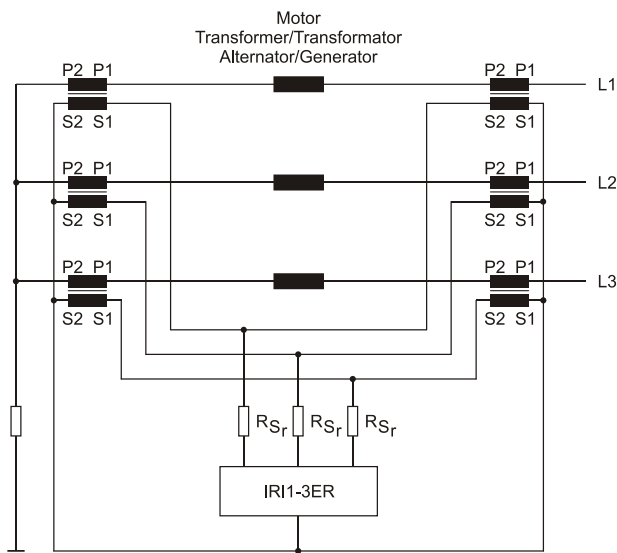 Motor
Transformer/Transformator
Alternator/Generator
P2 P1
P2 P1
L1
S2 S1
S2 S1
P2 P1
P2 P1
L2
S2 S1
S2 S1
P2 P1
P2 P1
L3
S2 S1
S2 S1
RSr
RSr
RSr
IRI1-3ER